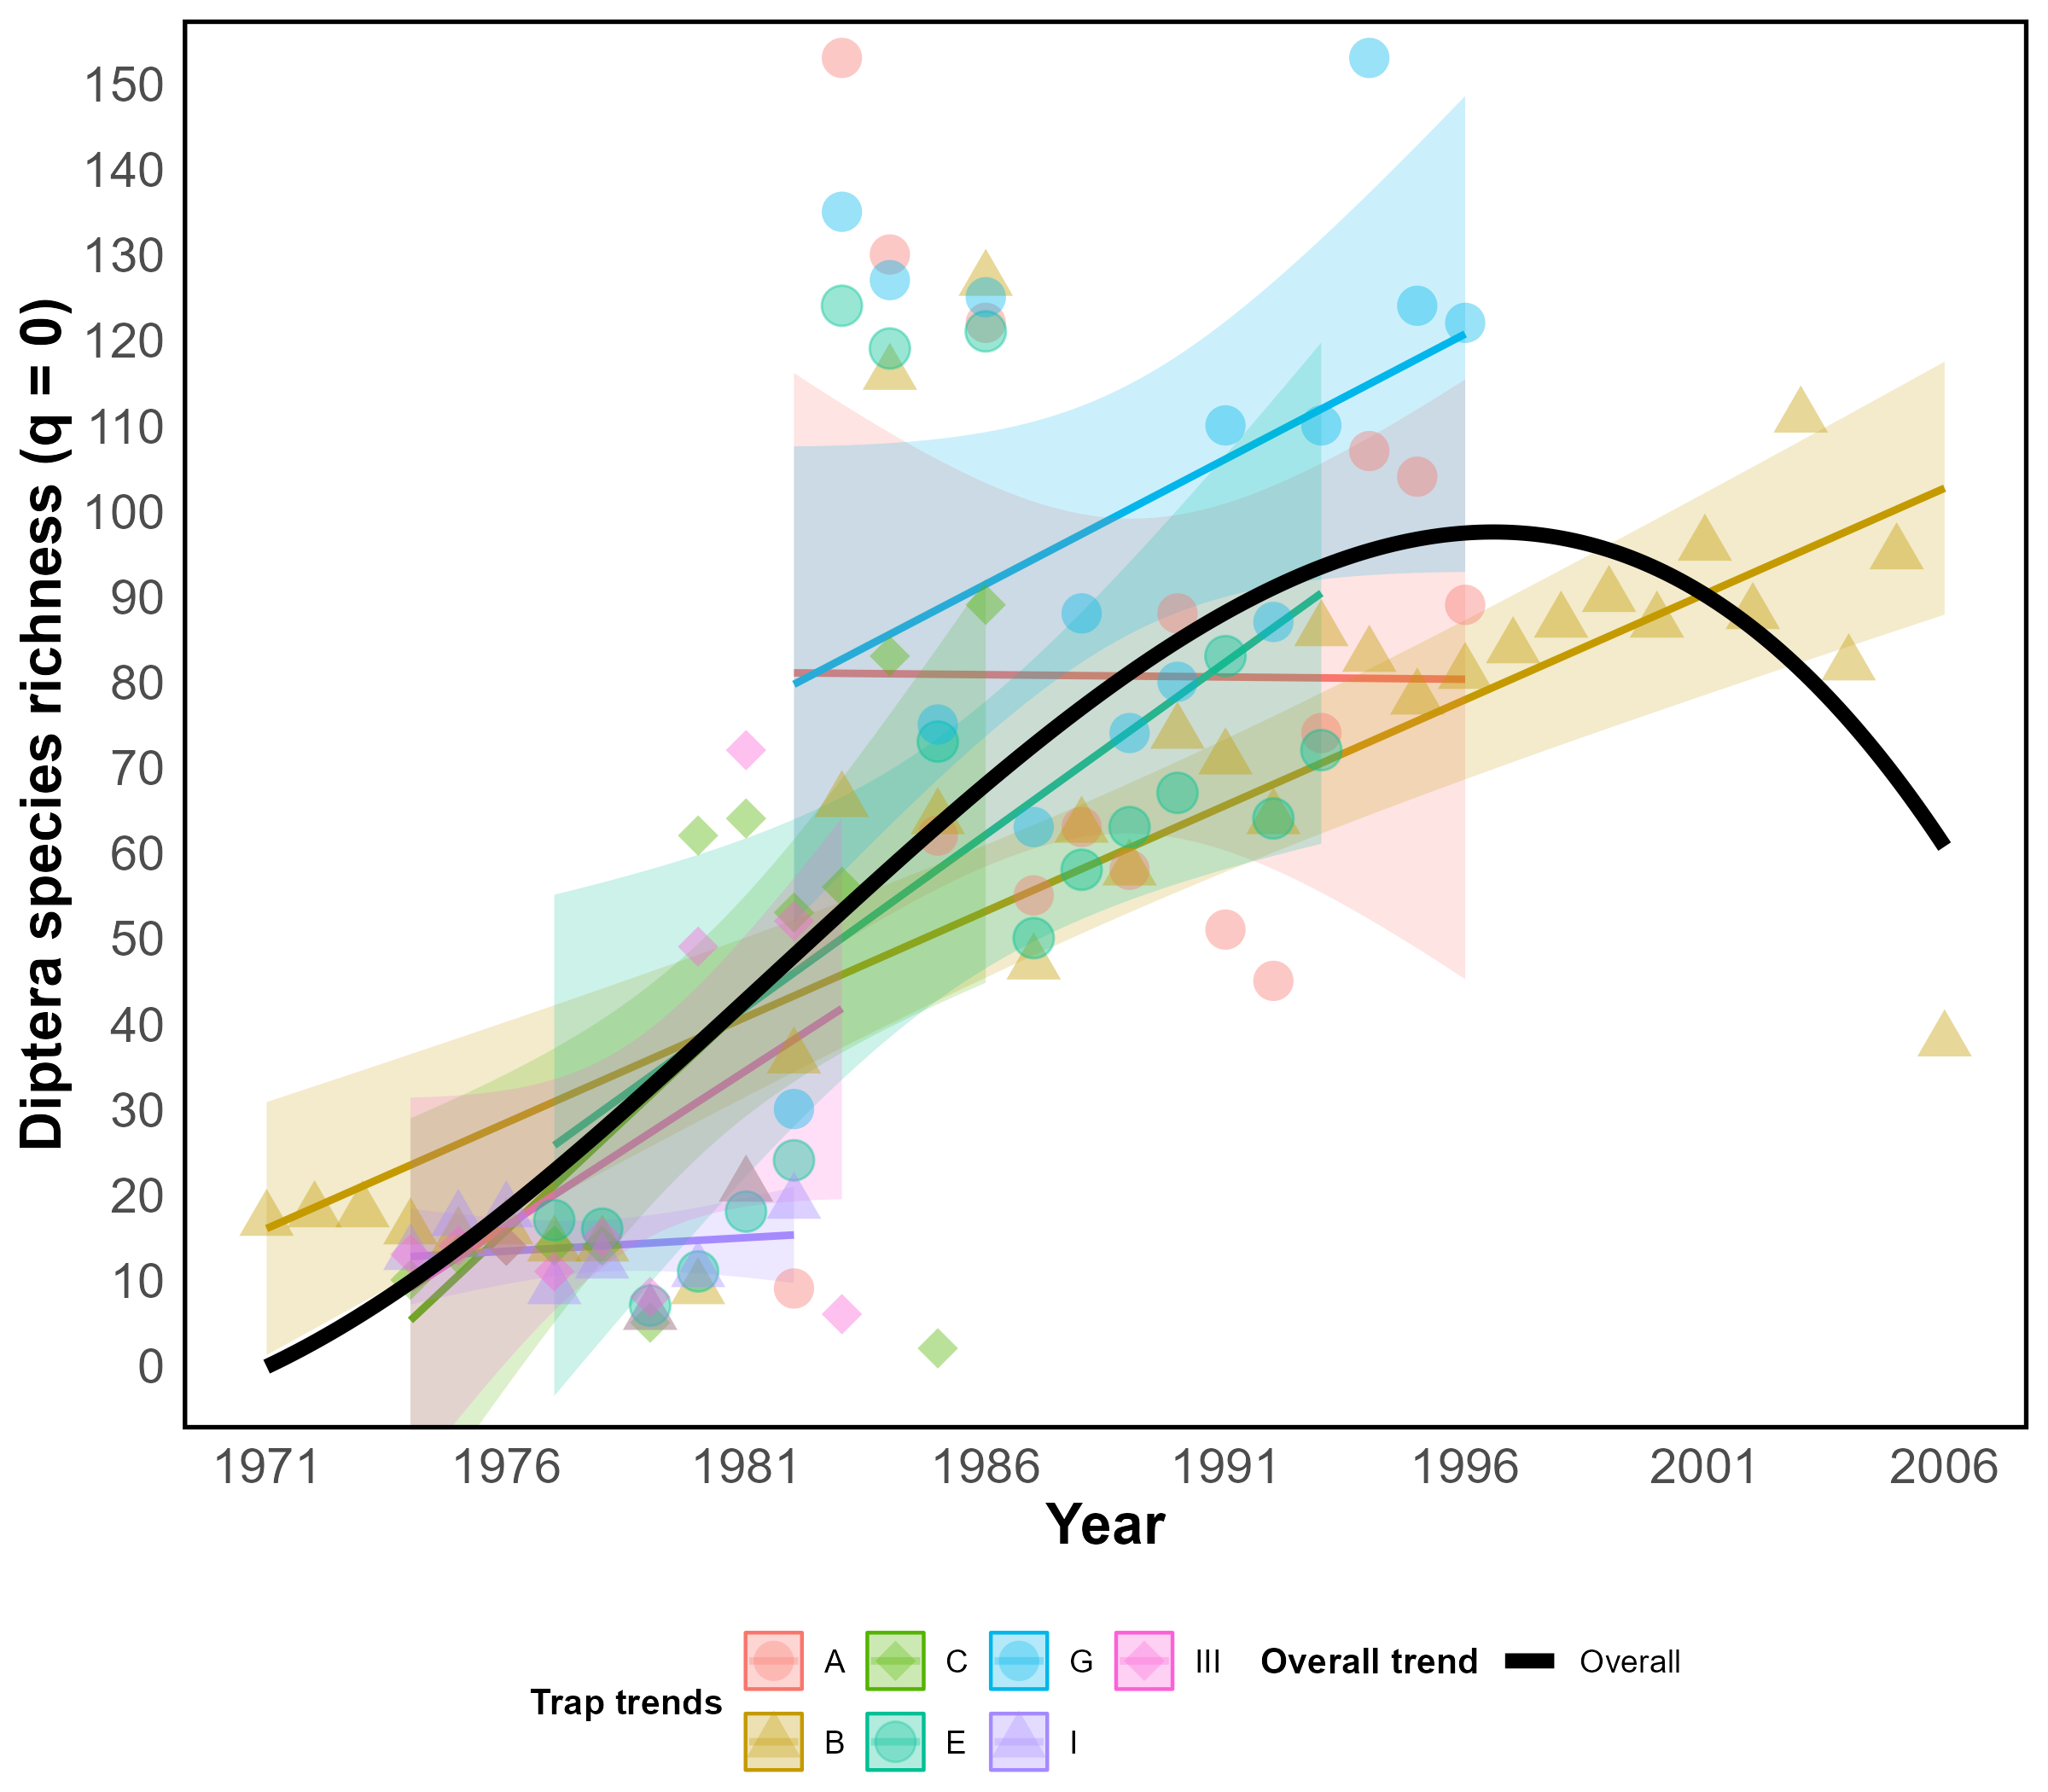 Diptera species richness (q = 0)
150
140
130
120
110
100
90
80
70
60
50
40
30
20
10
0
1971 1976 1981 1986 1991 1996 2001 2006
Year
Trap trends
A C G III
B E I
Overall trend Overall